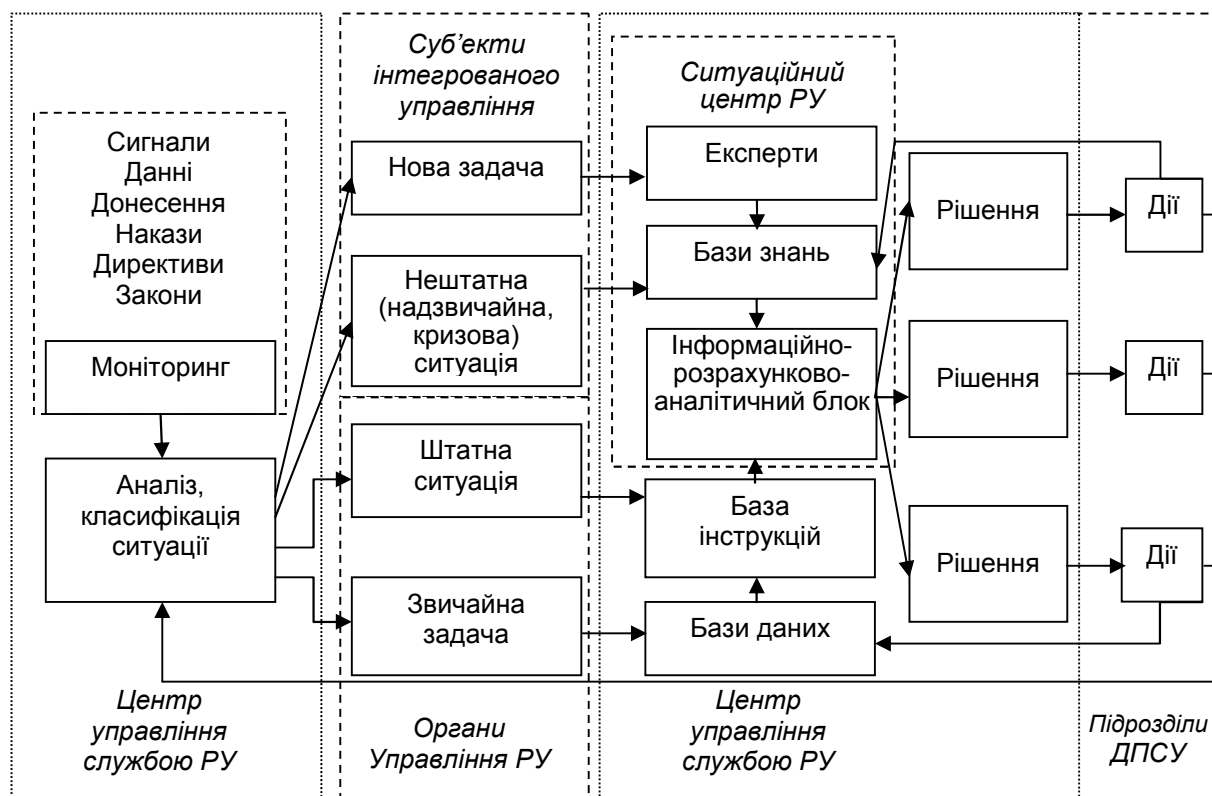 Суб’екти
інтегрованого
управління
Ситуаційний
центр РУ
Сигнали
Данні
Донесення
Накази
Директиви
Закони
Моніторинг
Аналіз,
класифікація
ситуації
Центр
управління
службою РУ
Нова задача
Нештатна
(надзвичайна,
кризова)
ситуація
Штатна
ситуація
Звичайна
задача
Органи
Управління РУ
Експерти
Бази знань
Інформаційно-
розрахунково-
аналітичний блок
База
інструкцій
Бази даних
Центр
управління
службою РУ
Рішення
Рішення
Рішення
Дії
Дії
Дії
Підрозділи
ДПСУ